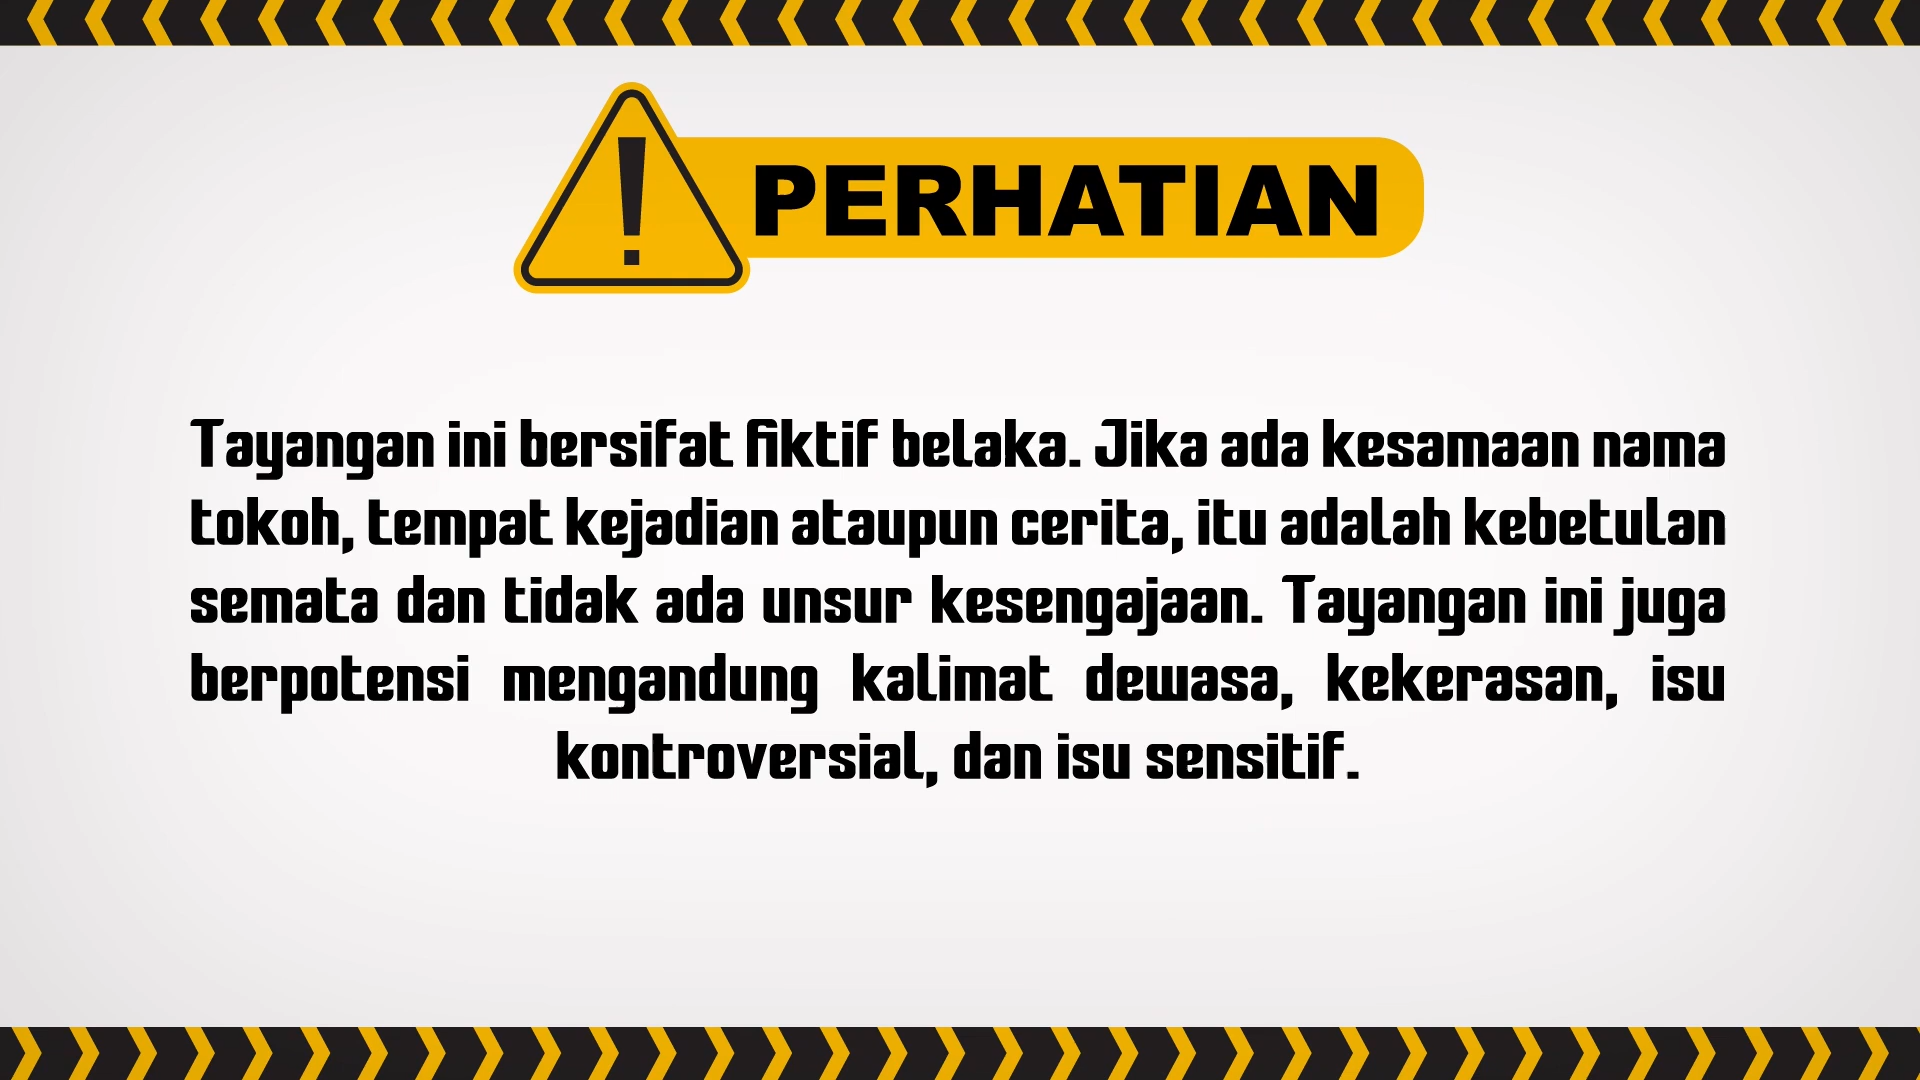 PERHATIAN
Tayangan ini bersifat fiktif belaka. Jika ada kesamaan nama
tokoh, tempat kejadian ataupun cerita, itu adalah kebetulan
semata dan tidak ada unsur kesengajaan. Tayangan ini juga
berpotensi mengandung kalimat dewasa, kekerasan, isu
kontroversial, dan isu sensitif.